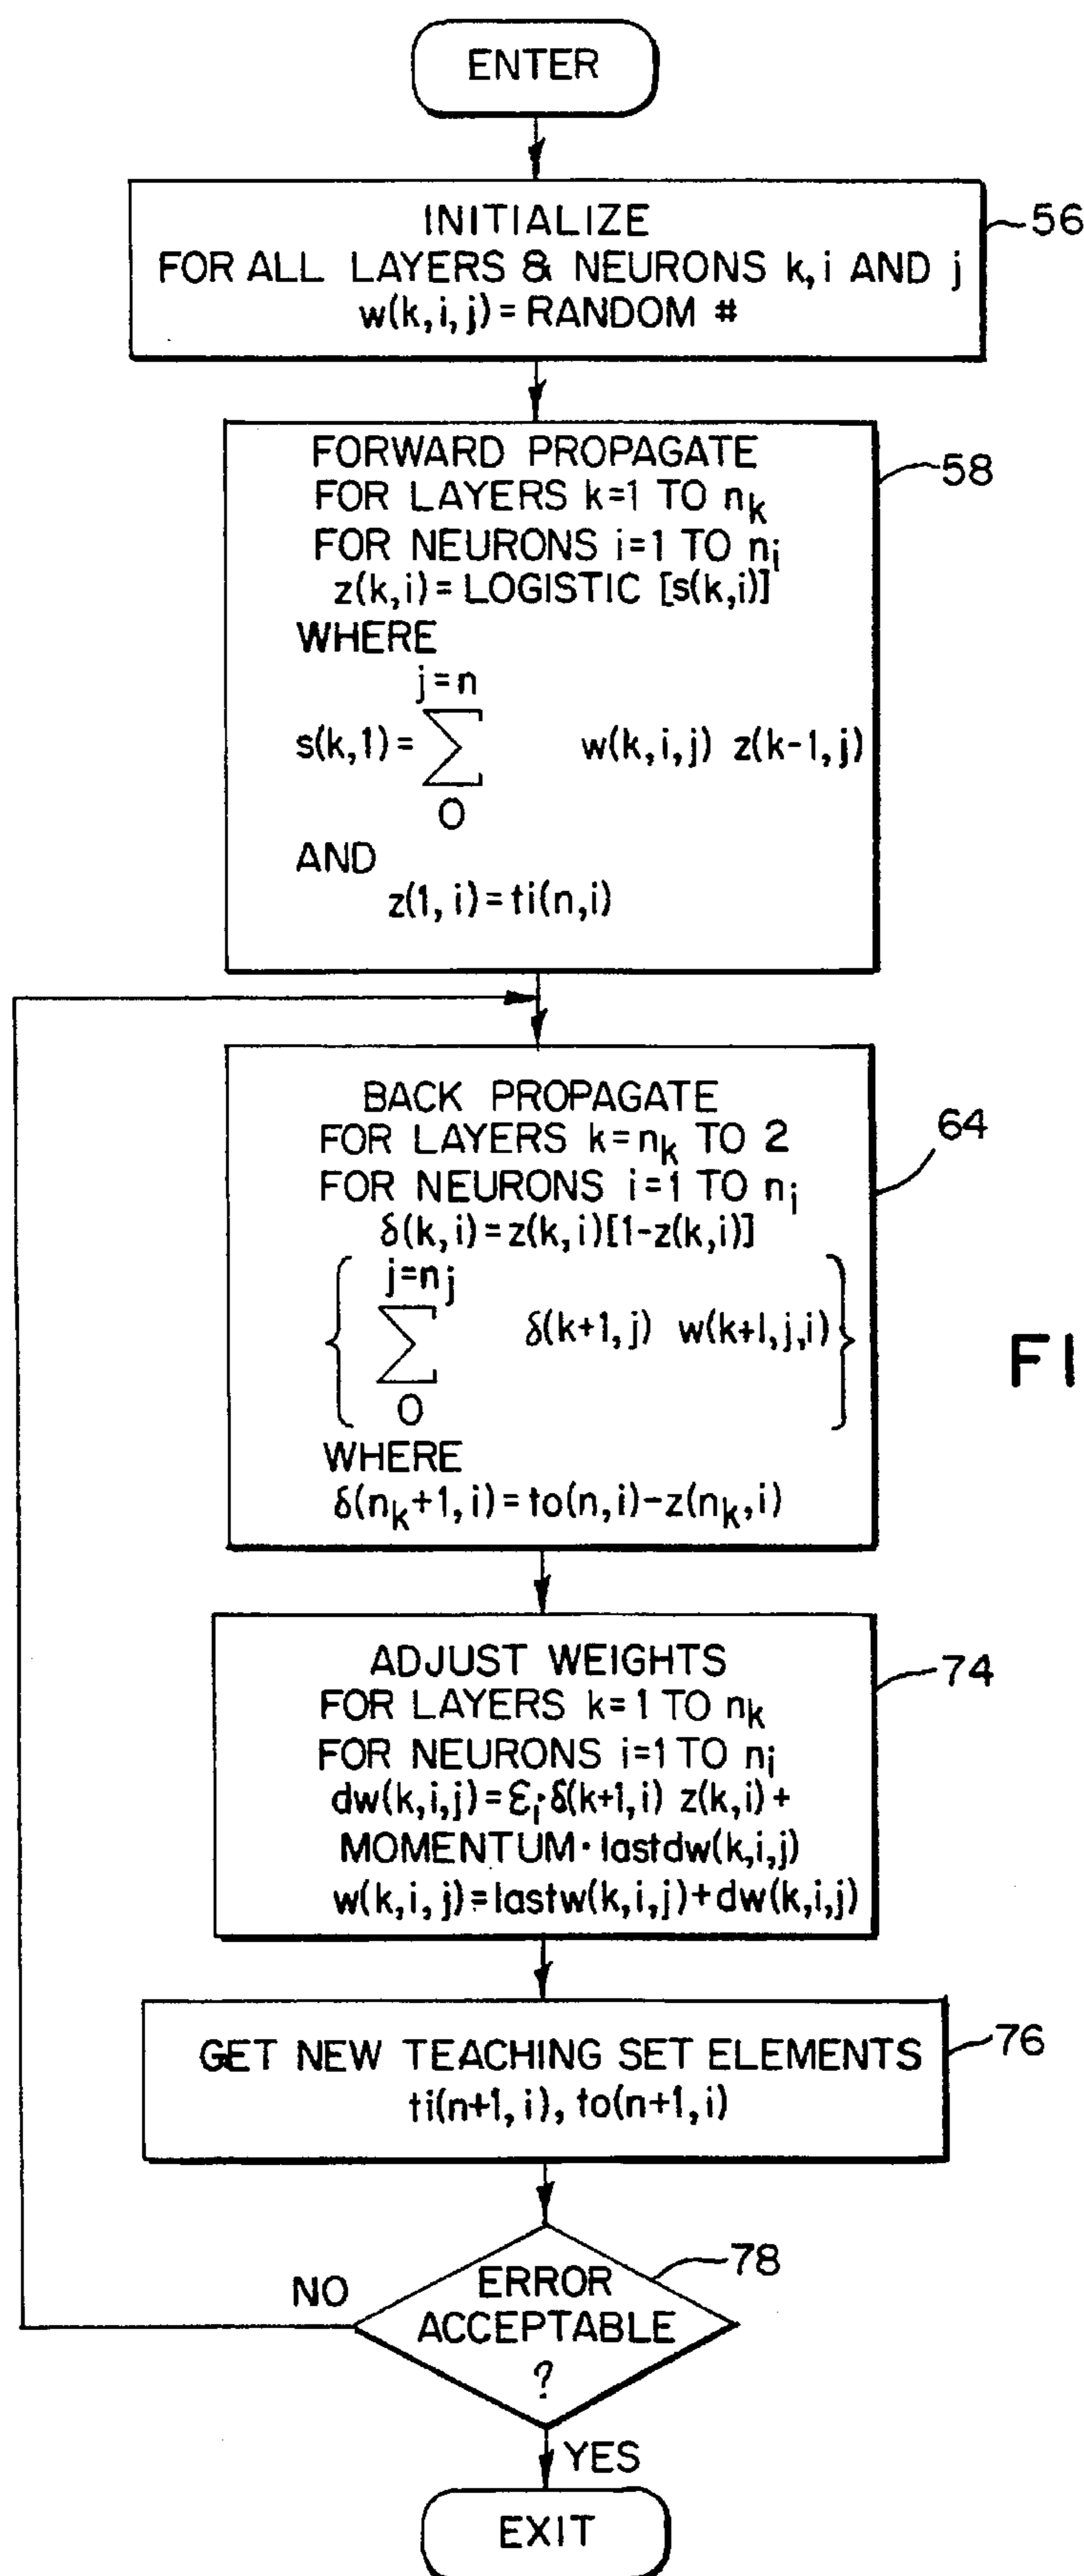 ENTER
INITIALIZE
FOR ALL LAYERS & NEURONS k,i AND j
w(k,i,j)=RANDOM #
56
FORWARD PROPAGATE
FOR LAYERS k=1 TO nk
FOR NEURONS i=1 TO ni
z(k,i)=LOGISTIC [s(k,i)]
WHERE
j=n
s(k,1)=∑ w(k,i,j) z(k-1,j)
0
AND
z(1,i)=ti(n,i)
58
BACK PROPAGATE
FOR LAYERS k=nk TO 2
FOR NEURONS i=1 TO ni
δ(k,i)=z(k,i)[1-z(k,i)]
j=nj
{∑ δ(k+1,j) w(k+1,j,i)}
0
WHERE
δ(nk+1,i)=to(n,i)-z(nk,i)
64
FI
ADJUST WEIGHTS
FOR LAYERS k=1 TO nk
FOR NEURONS i=1 TO ni
dw(k,i,j)=εi·δ(k+1,i) z(k,i)+
MOMENTUM·lastdw(k,i,j)
w(k,i,j)=lastw(k,i,j)+dw(k,i,j)
74
GET NEW TEACHING SET ELEMENTS
ti(n+1,i), to(n+1,i)
76
ERROR
ACCEPTABLE
?
78
NO
YES
EXIT